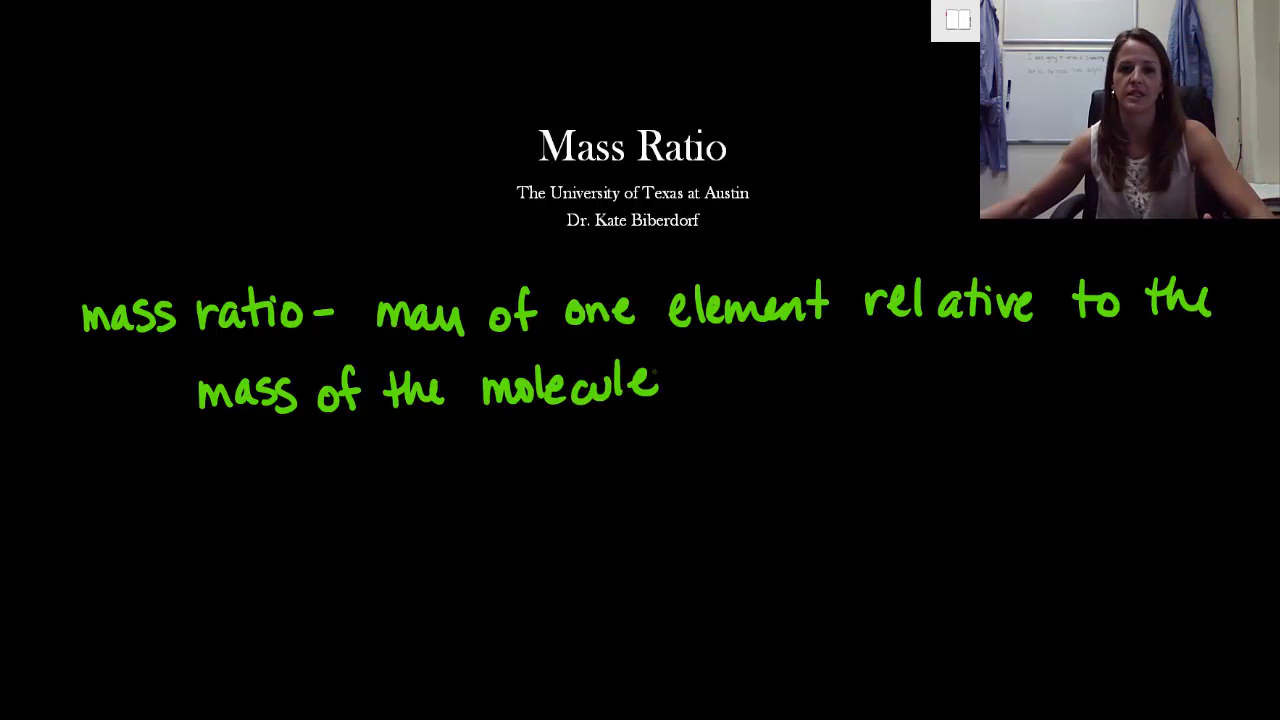 Mass Ratio
The University of Texas at Austin
Dr. Kate Biberdorf
mass ratio- mass of one element relative to the
mass of the molecule